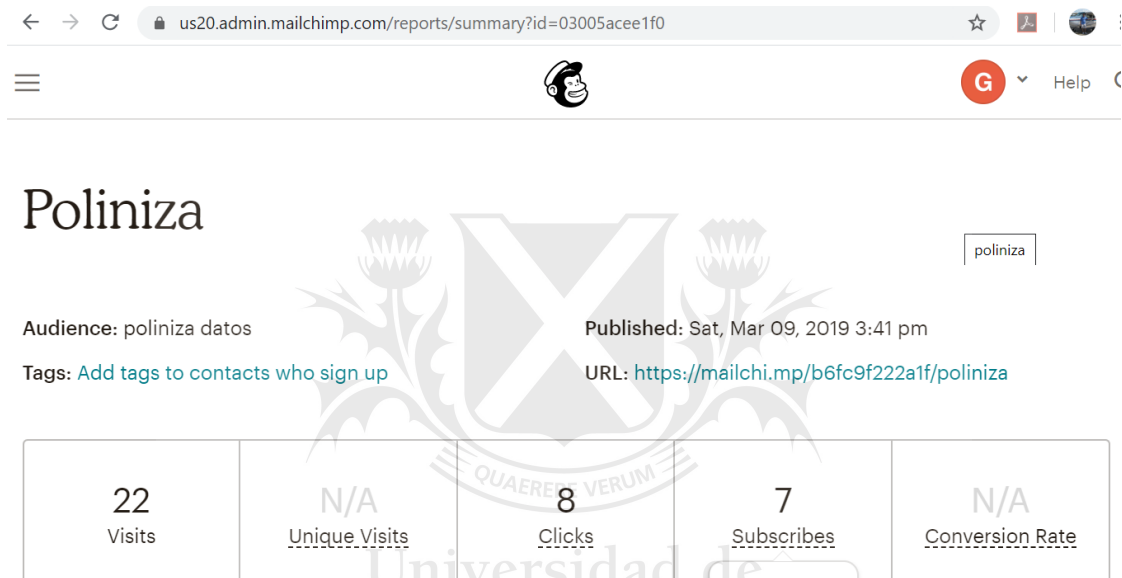 us20.admin.mailchimp.com/reports/summary?id=03005acee1f0
G Help
Poliniza
poliniza
Audience: poliniza datos
Published: Sat, Mar 09, 2019 3:41 pm
Tags: Add tags to contacts who sign up
URL: https://mailchi.mp/b6fc9f222a1f/poliniza
QUAERERE VERUM
22 N/A 8 7 N/A
Visits Unique Visits Clicks Subscribes Conversion Rate
Universidad de